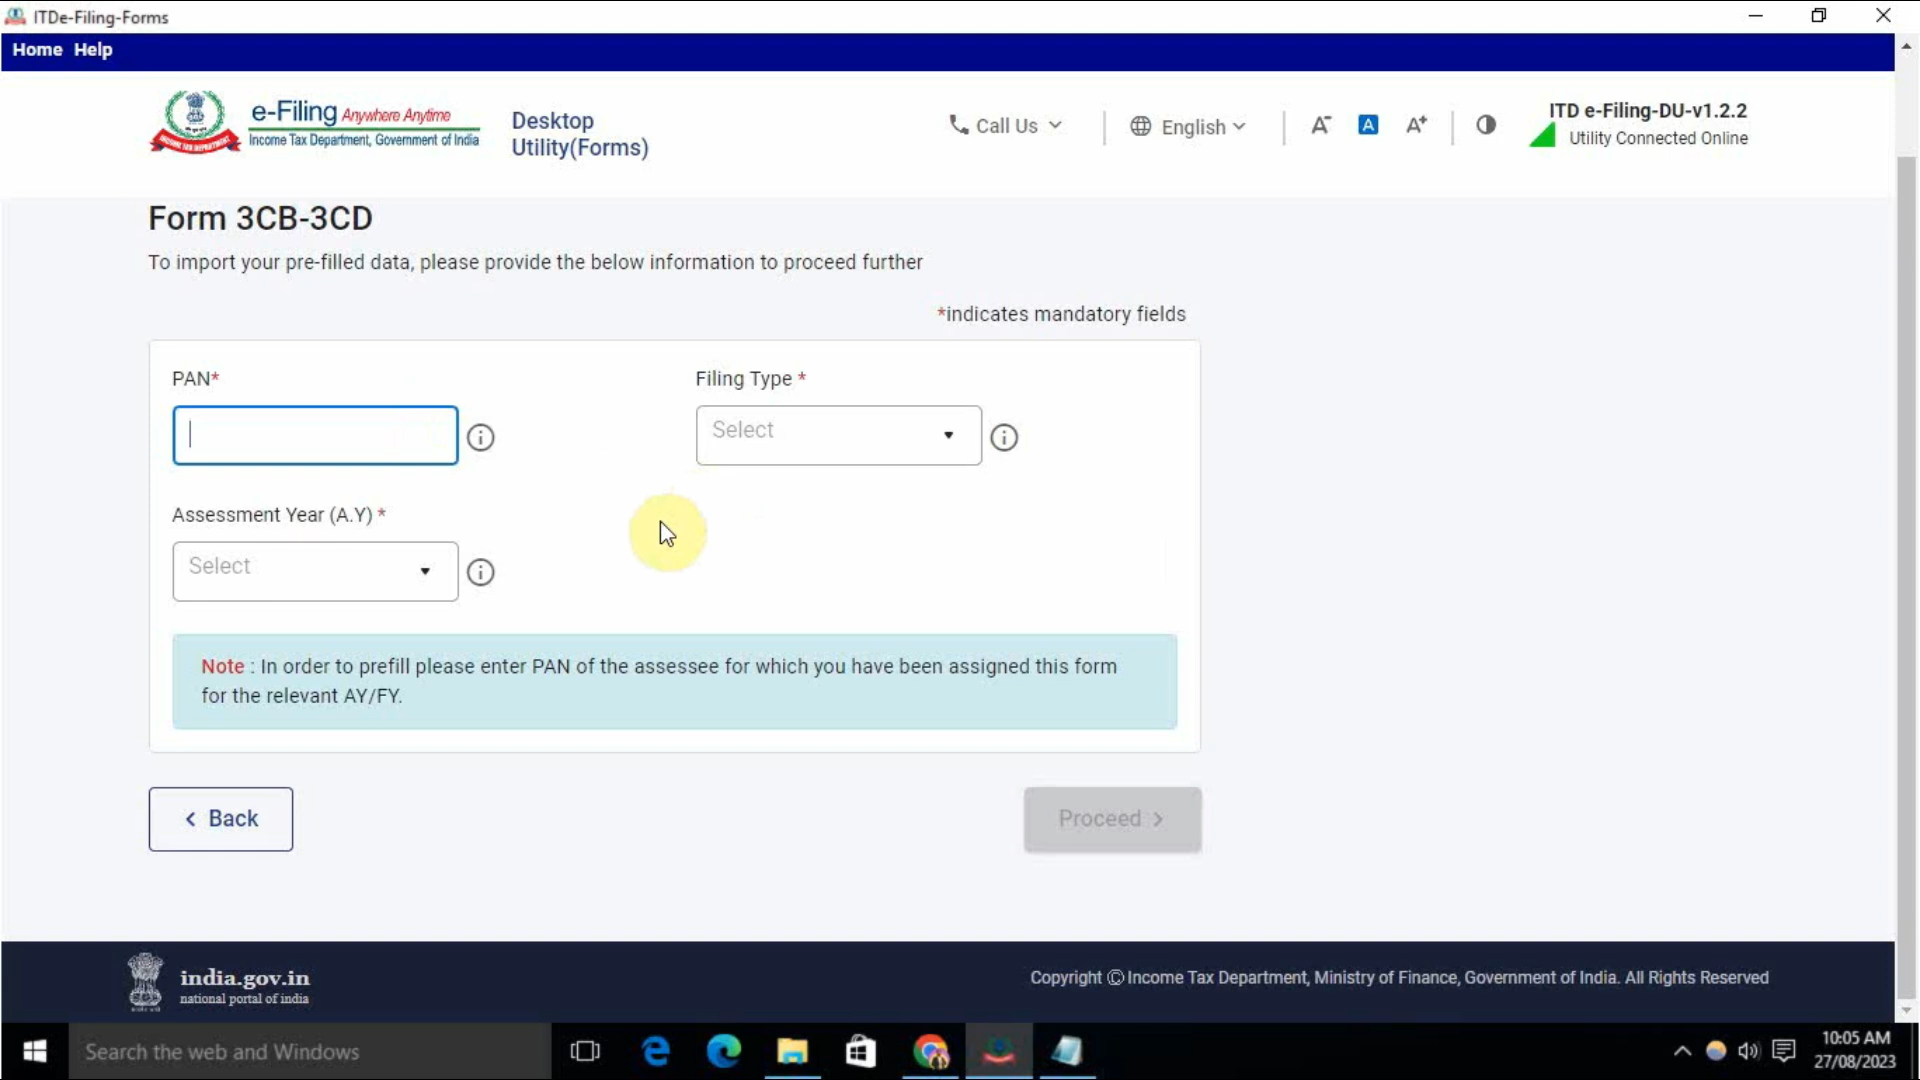 ITDe-Filing-Forms
Home Help
e-Filing Anywhere Anytime
Income Tax Department, Government of India
Desktop
Utility(Forms)
Call Us
English
A-
A
A+
ITD e-Filing-DU-v1.2.2
Utility Connected Online
Form 3CB-3CD
To import your pre-filled data, please provide the below information to proceed further
*indicates mandatory fields
PAN*
Filing Type *
Select
Assessment Year (A.Y) *
Select
Note : In order to prefill please enter PAN of the assessee for which you have been assigned this form
for the relevant AY/FY.
< Back
Proceed >
india.gov.in
national portal of india
Copyright © Income Tax Department, Ministry of Finance, Government of India. All Rights Reserved
Search the web and Windows
10:05 AM
27/08/2023